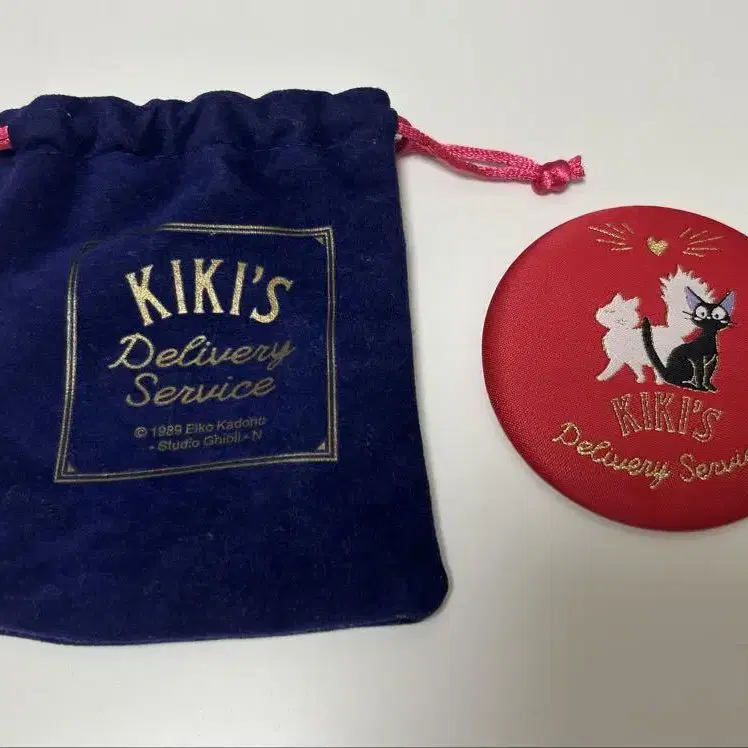 KIKI'S
Delivery
Service
© 1989 Eiko Kadono
- Studio Ghibli - N
KIKI'S
Delivery Service